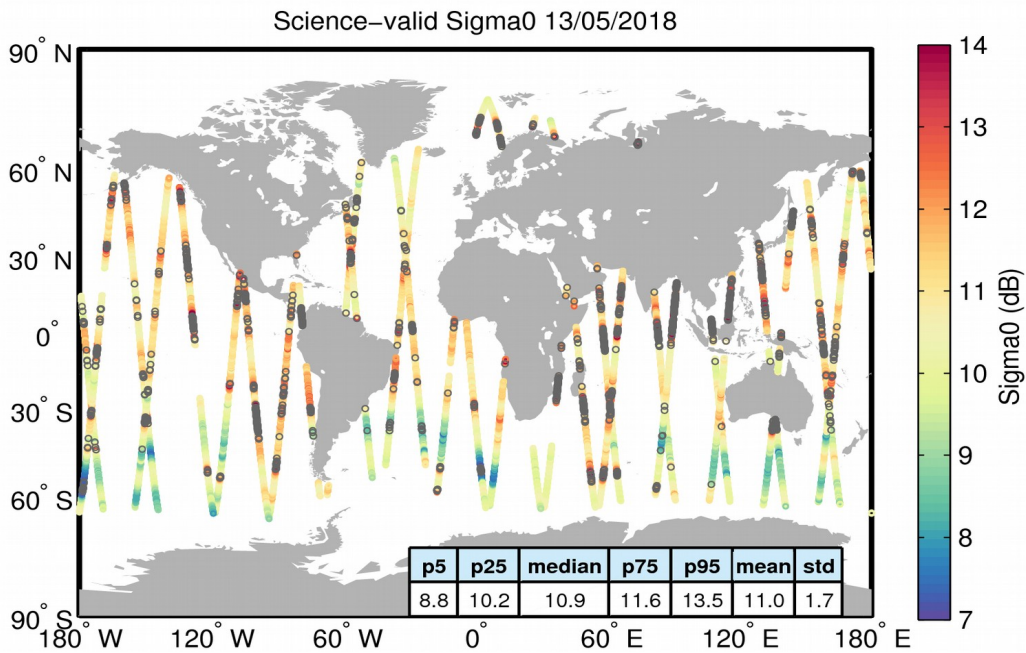 Science−valid Sigma0 13/05/2018
90° N
60° N
30° N
0°
30° S
60° S
90° S
180° W
120° W
60° W
0°
60° E
120° E
180° E
14
13
12
11
10
9
8
7
Sigma0 (dB)
p5 p25 median p75 p95 mean std
8.8 10.2 10.9 11.6 13.5 11.0 1.7